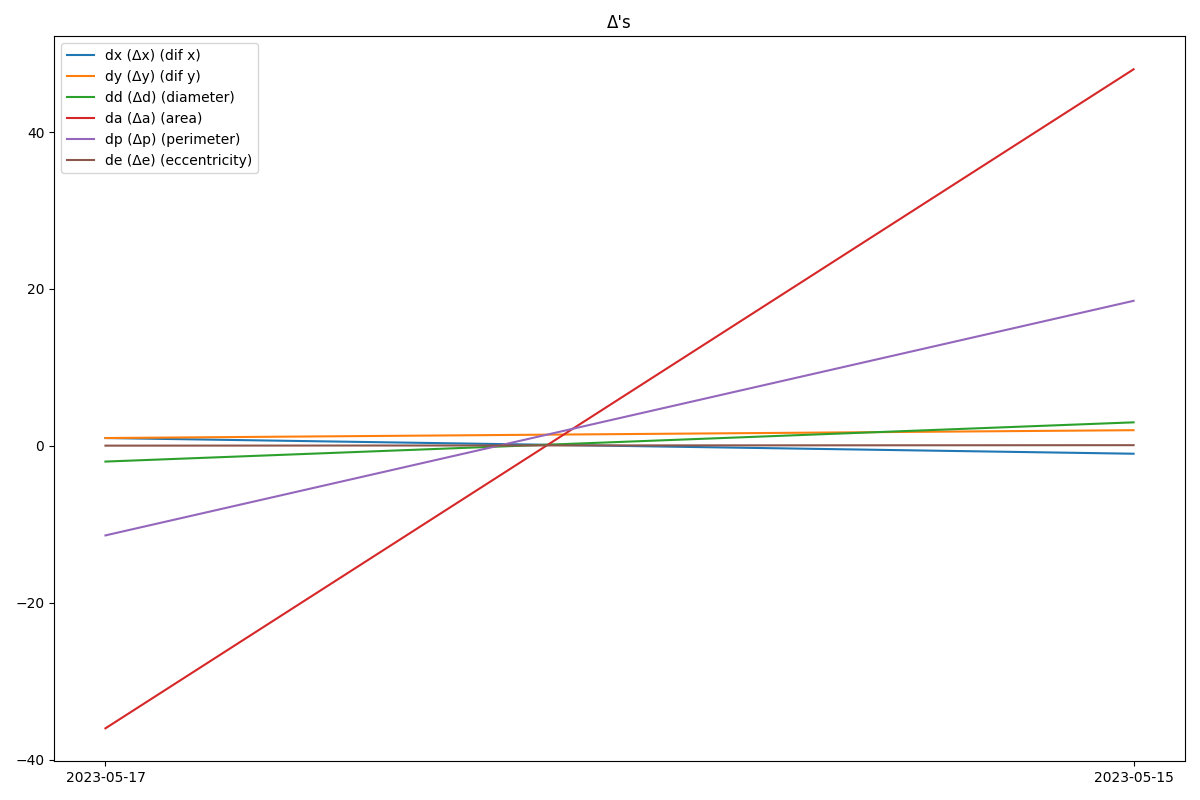 Δ's
dx (Δx) (dif x)
dy (Δy) (dif y)
dd (Δd) (diameter)
da (Δa) (area)
dp (Δp) (perimeter)
de (Δe) (eccentricity)
40
20
0
−20
−40
2023-05-17
2023-05-15